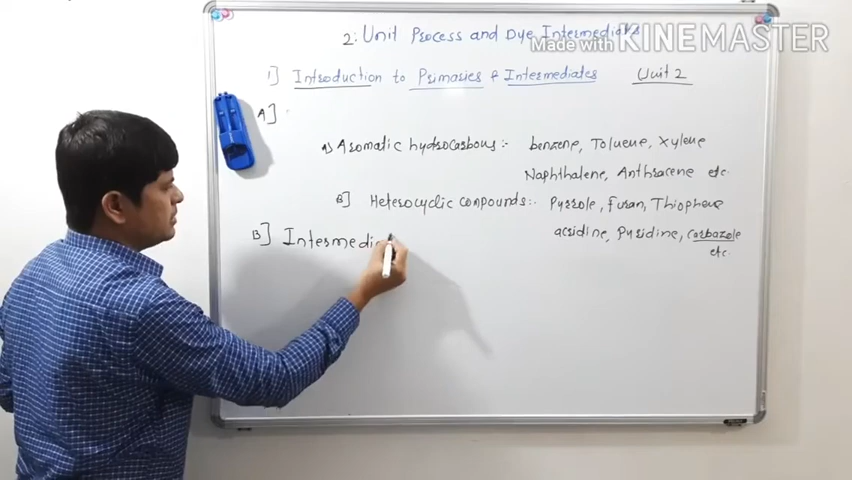 2: Unit Process and Dye Intermediates
Made with KINEMASTER
1] Introduction to Primaries & Intermediates Unit 2
A]
a) Aromatic hydrocarbons:- benzene, Toluene, Xylene
Naphthalene, Anthracene etc.
B] Heterocyclic compounds:- Pyrrole, Furan, Thiophene
acridine, Pyridine, carbazole
etc.
B] Intermedi